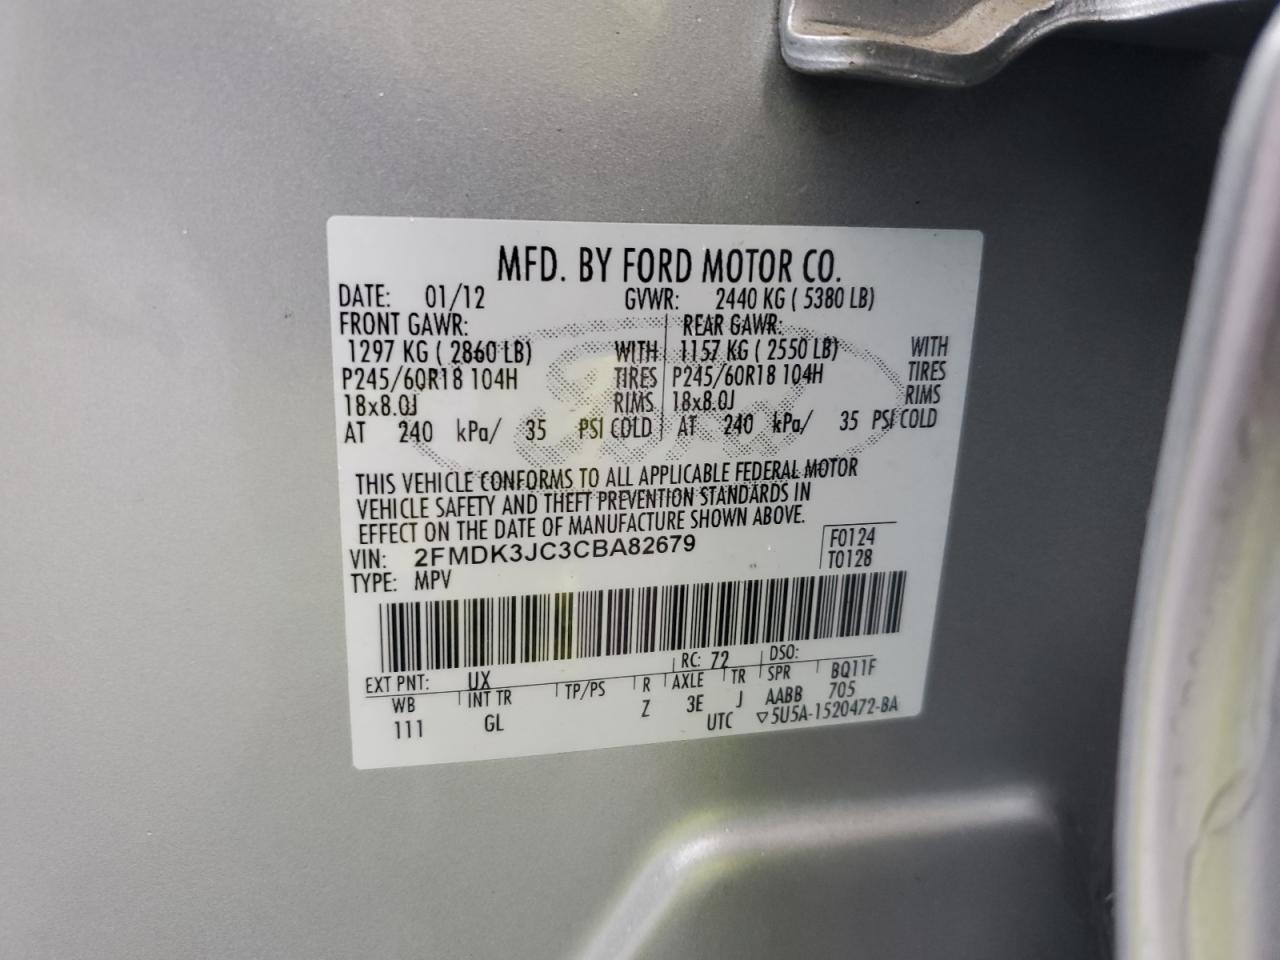 MFD. BY FORD MOTOR CO.
DATE: 01/12 GVWR: 2440 KG ( 5380 LB)
FRONT GAWR: REAR GAWR:
1297 KG ( 2860 LB) WITH 1157 KG ( 2550 LB) WITH
P245/60R18 104H TIRES P245/60R18 104H TIRES
18x8.0J RIMS 18x8.0J RIMS
AT 240 kPa/ 35 PSI COLD AT 240 kPa/ 35 PSI COLD
THIS VEHICLE CONFORMS TO ALL APPLICABLE FEDERAL MOTOR
VEHICLE SAFETY AND THEFT PREVENTION STANDARDS IN
EFFECT ON THE DATE OF MANUFACTURE SHOWN ABOVE.
VIN: 2FMDK3JC3CBA82679 F0124
TYPE: MPV T0128
EXT PNT: UX RC: 72 DSO:
WB INT TR TP/PS R AXLE TR SPR BQ11F
111 GL Z 3E J AABB 705
UTC ▽5U5A-1520472-BA